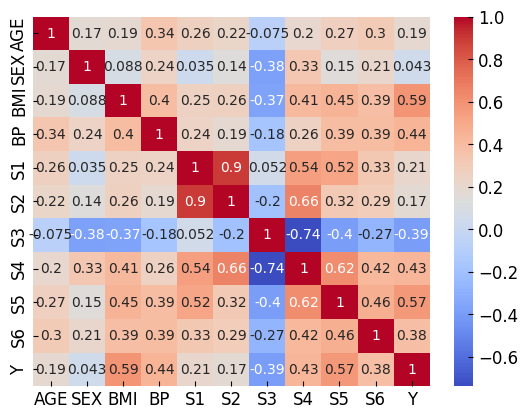 AGE 1 0.17 0.19 0.34 0.26 0.22 -0.075 0.2 0.27 0.3 0.19
SEX 0.17 1 0.088 0.24 0.035 0.14 -0.38 0.33 0.15 0.21 0.043
BMI 0.19 0.088 1 0.4 0.25 0.26 -0.37 0.41 0.45 0.39 0.59
BP 0.34 0.24 0.4 1 0.24 0.19 -0.18 0.26 0.39 0.39 0.44
S1 0.26 0.035 0.25 0.24 1 0.9 0.052 0.54 0.52 0.33 0.21
S2 0.22 0.14 0.26 0.19 0.9 1 -0.2 0.66 0.32 0.29 0.17
S3 -0.075 -0.38 -0.37 -0.18 0.052 -0.2 1 -0.74 -0.4 -0.27 -0.39
S4 0.2 0.33 0.41 0.26 0.54 0.66 -0.74 1 0.62 0.42 0.43
S5 0.27 0.15 0.45 0.39 0.52 0.32 -0.4 0.62 1 0.46 0.57
S6 0.3 0.21 0.39 0.39 0.33 0.29 -0.27 0.42 0.46 1 0.38
Y 0.19 0.043 0.59 0.44 0.21 0.17 -0.39 0.43 0.57 0.38 1
AGE SEX BMI BP S1 S2 S3 S4 S5 S6 Y
1.0
0.8
0.6
0.4
0.2
0.0
−0.2
−0.4
−0.6